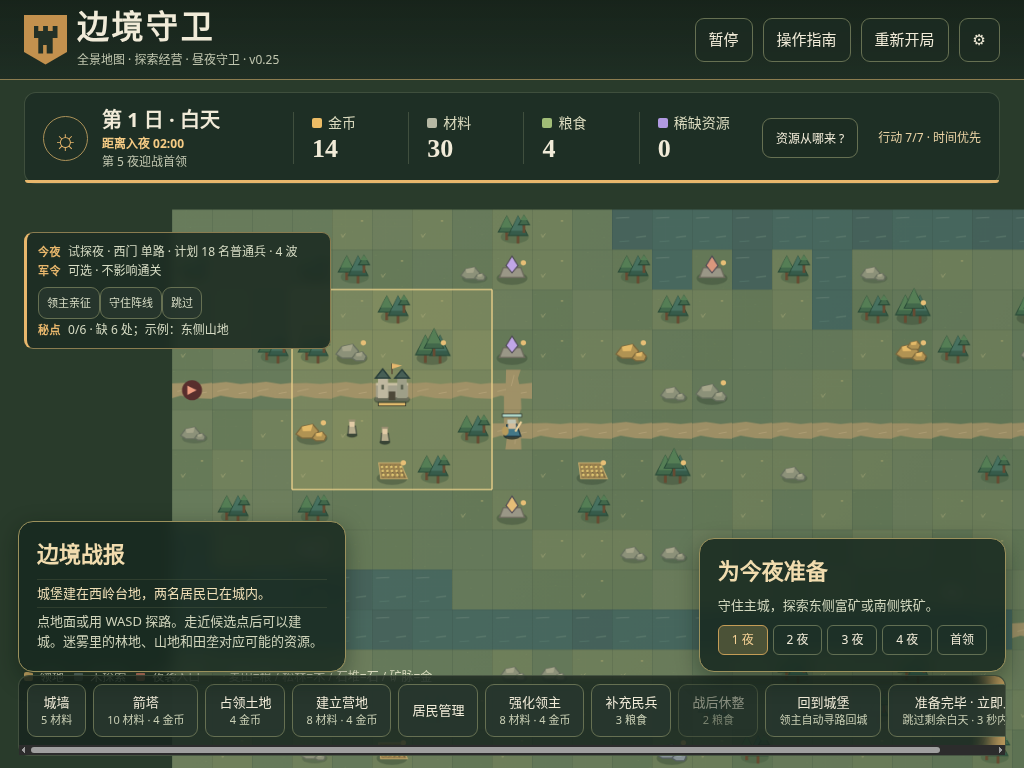 边境守卫
全景地图 · 探索经营 · 昼夜守卫 · v0.25
暂停
操作指南
重新开局
第 1 日 · 白天
距离入夜 02:00
第 5 夜迎战首领
金币
14
材料
30
粮食
4
稀缺资源
0
资源从哪来？
行动 7/7 · 时间优先
今夜 试探夜 · 西门 单路 · 计划 18 名普通兵 · 4 波
军令 可选 · 不影响通关
领主亲征
守住阵线
跳过
秘点 0/6 · 缺 6 处；示例：东侧山地
边境战报
城堡建在西岭台地，两名居民已在城内。
点地面或用 WASD 探路。走近候选点后可以建
城。迷雾里的林地、山地和田垄对应可能的资源。
为今夜准备
守住主城，探索东侧富矿或南侧铁矿。
1 夜
2 夜
3 夜
4 夜
首领
城墙
5 材料
箭塔
10 材料 · 4 金币
占领土地
4 金币
建立营地
8 材料 · 4 金币
居民管理
强化领主
8 材料 · 4 金币
补充民兵
3 粮食
战后休整
2 粮食
回到城堡
领主自动寻路回城
准备完毕 · 立即
跳过剩余白天 · 3 秒内